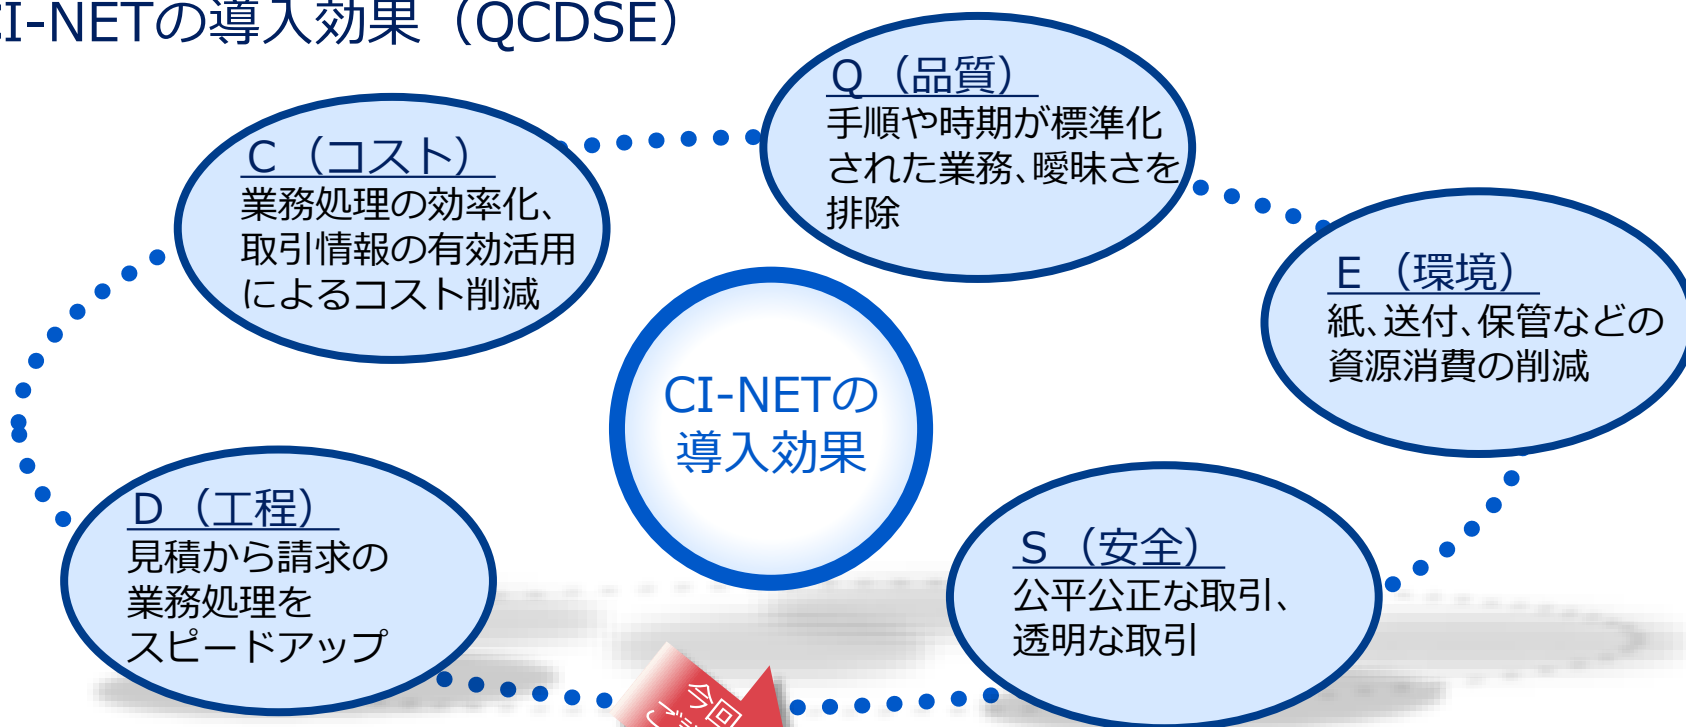 CI-NETの導入効果（QCDSE）
Q（品質）
手順や時期が標準化
された業務、曖昧さを
排除
C（コスト）
業務処理の効率化、
取引情報の有効活用
によるコスト削減
E（環境）
紙、送付、保管などの
資源消費の削減
CI-NETの
導入効果
D（工程）
見積から請求の
業務処理を
スピードアップ
S（安全）
公平公正な取引、
透明な取引
今回